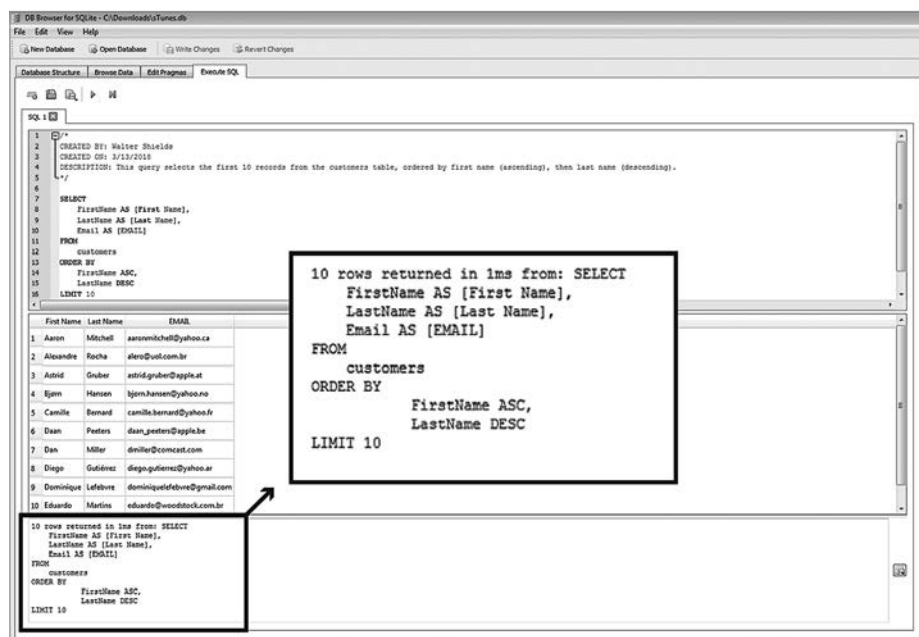 DB Browser for SQLite - C:\Downloads\sTunes.db
File Edit View Help
New Database Open Database Write Changes Revert Changes
Database Structure Browse Data Edit Pragmas Execute SQL
SQL 1
1 /*
2 CREATED BY: Walter Shields
3 CREATED ON: 3/13/2018
4 DESCRIPTION: This query selects the first 10 records from the customers table, ordered by first name (ascending), then last name (descending).
5 */
6
7 SELECT
8 FirstName AS [First Name],
9 LastName AS [Last Name],
10 Email AS [EMAIL]
11 FROM
12 customers
13 ORDER BY
14 FirstName ASC,
15 LastName DESC
16 LIMIT 10
First Name Last Name EMAIL
1 Aaron Mitchell aaronmitchell@yahoo.ca
2 Alexandre Rocha alero@uol.com.br
3 Astrid Gruber astrid.gruber@apple.at
4 Bjørn Hansen bjorn.hansen@yahoo.no
5 Camille Bernard camille.bernard@yahoo.fr
6 Daan Peeters daan_peeters@apple.be
7 Dan Miller dmiller@comcast.com
8 Diego Gutiérrez diego.gutierrez@yahoo.ar
9 Dominique Lefebvre dominiquelefebvre@gmail.com
10 Eduardo Martins eduardo@woodstock.com.br
10 rows returned in 1ms from: SELECT
FirstName AS [First Name],
LastName AS [Last Name],
Email AS [EMAIL]
FROM
customers
ORDER BY
FirstName ASC,
LastName DESC
LIMIT 10
10 rows returned in 1ms from: SELECT
FirstName AS [First Name],
LastName AS [Last Name],
Email AS [EMAIL]
FROM
customers
ORDER BY
FirstName ASC,
LastName DESC
LIMIT 10